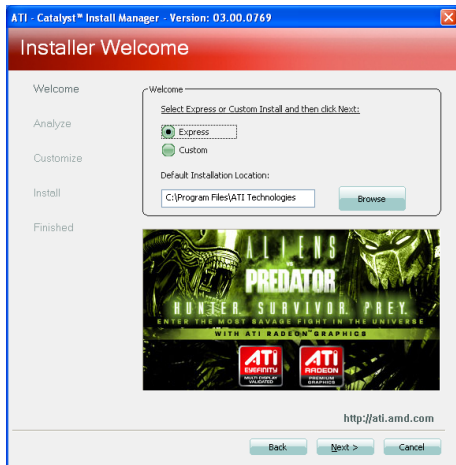 ATI - Catalyst™ Install Manager - Version: 03.00.0769
Installer Welcome
Welcome
Analyze
Customize
Install
Finished
Welcome
Select Express or Custom Install and then click Next:
Express
Custom
Default Installation Location:
C:\Program Files\ATI Technologies
Browse
ALIENS
VS.
PREDATOR
HUNTER. SURVIVOR. PREY.
ENTER THE MOST SAVAGE FIGHT IN THE UNIVERSE
WITH ATI RADEON™ GRAPHICS
ATI
EYEFINITY
MULTI-DISPLAY
VALIDATED
ATI
RADEON
PREMIUM
GRAPHICS
http://ati.amd.com
Back
Next >
Cancel